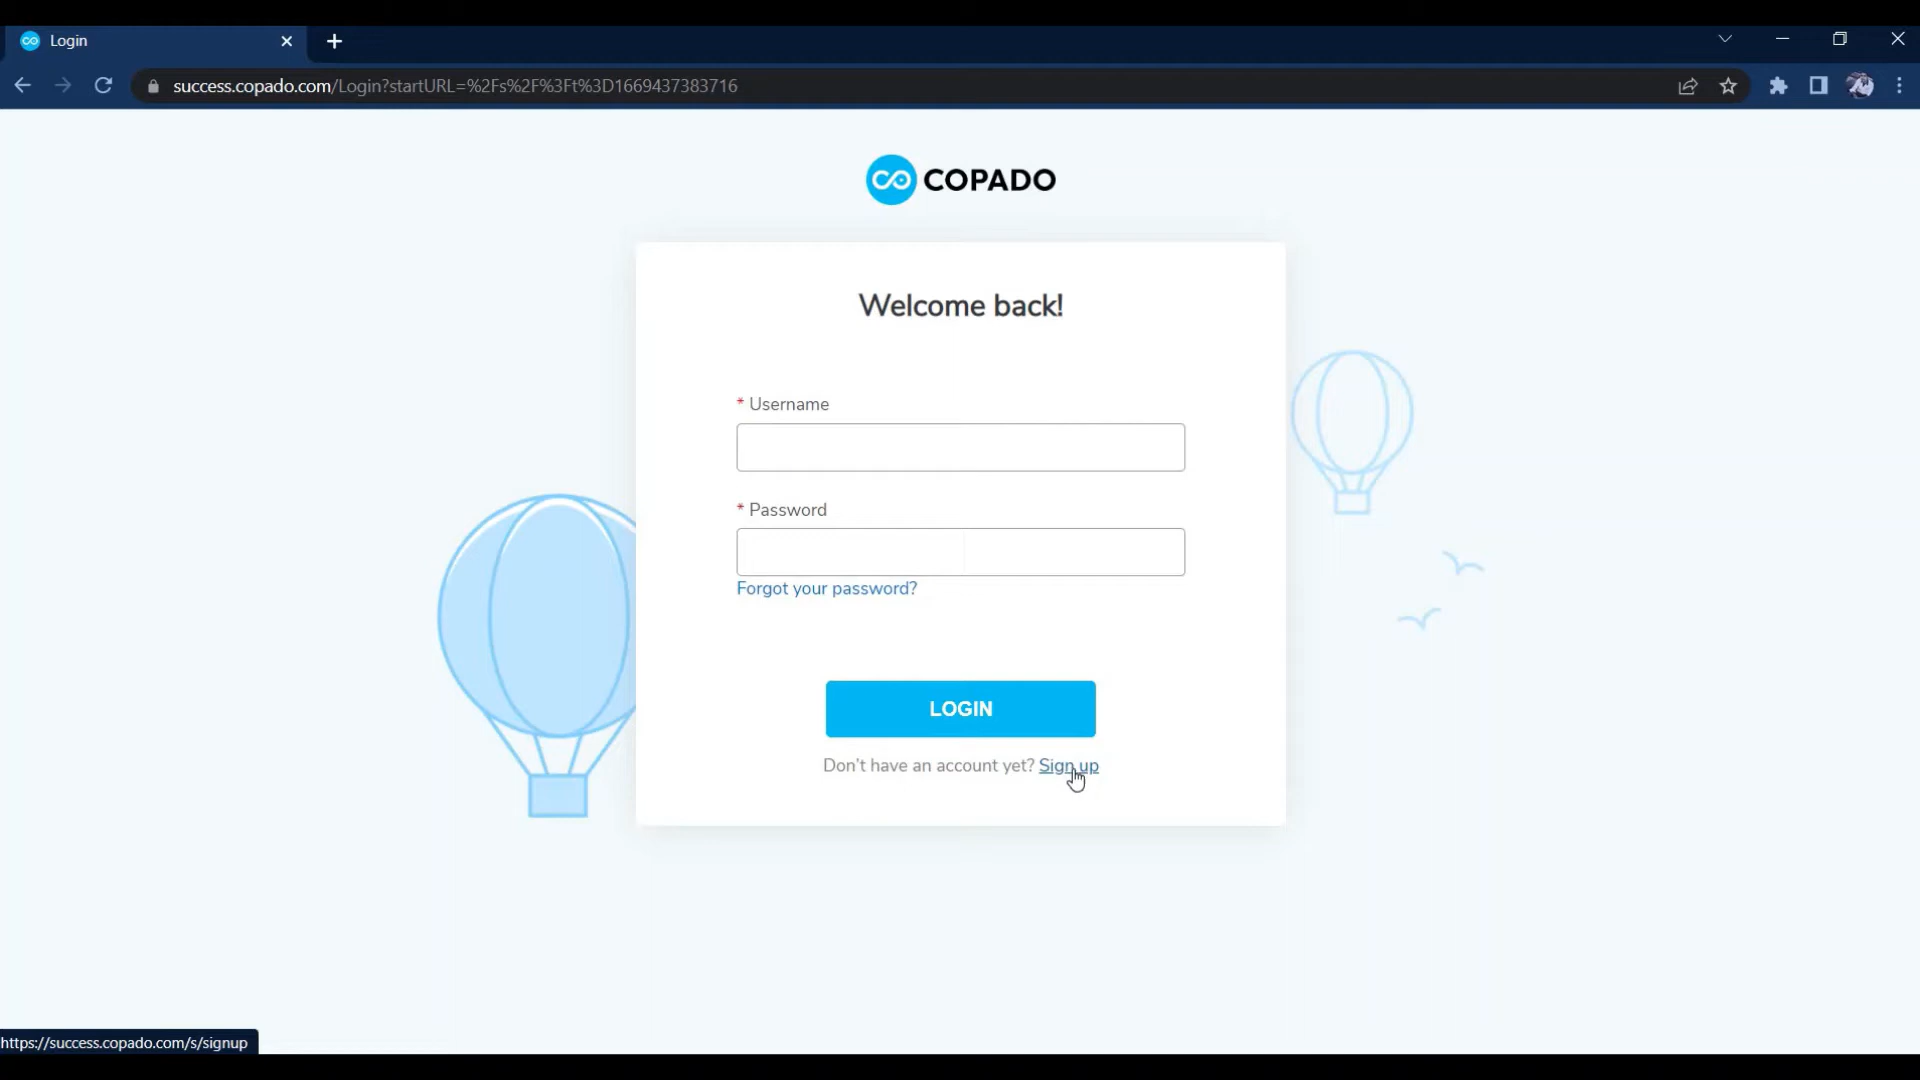 Login
success.copado.com/Login?startURL=%2Fs%2F%3Ft%3D1669437383716
COPADO
Welcome back!
* Username
* Password
Forgot your password?
LOGIN
Don't have an account yet? Sign up
https://success.copado.com/s/signup